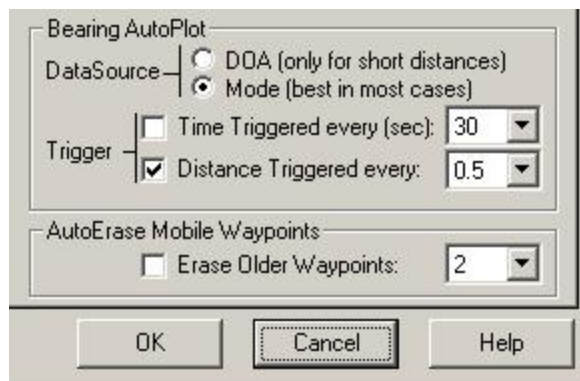 Bearing AutoPlot
DataSource
DOA (only for short distances)
Mode (best in most cases)
Trigger
Time Triggered every (sec): 30
Distance Triggered every: 0.5
AutoErase Mobile Waypoints
Erase Older Waypoints: 2
OK Cancel Help